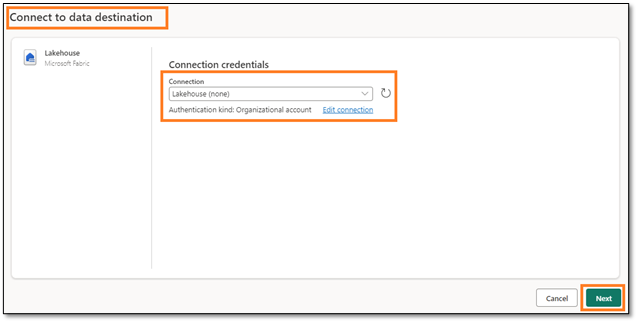 Connect to data destination
Lakehouse
Microsoft Fabric
Connection credentials
Connection
Lakehouse (none)
Authentication kind: Organizational account Edit connection
Cancel Next